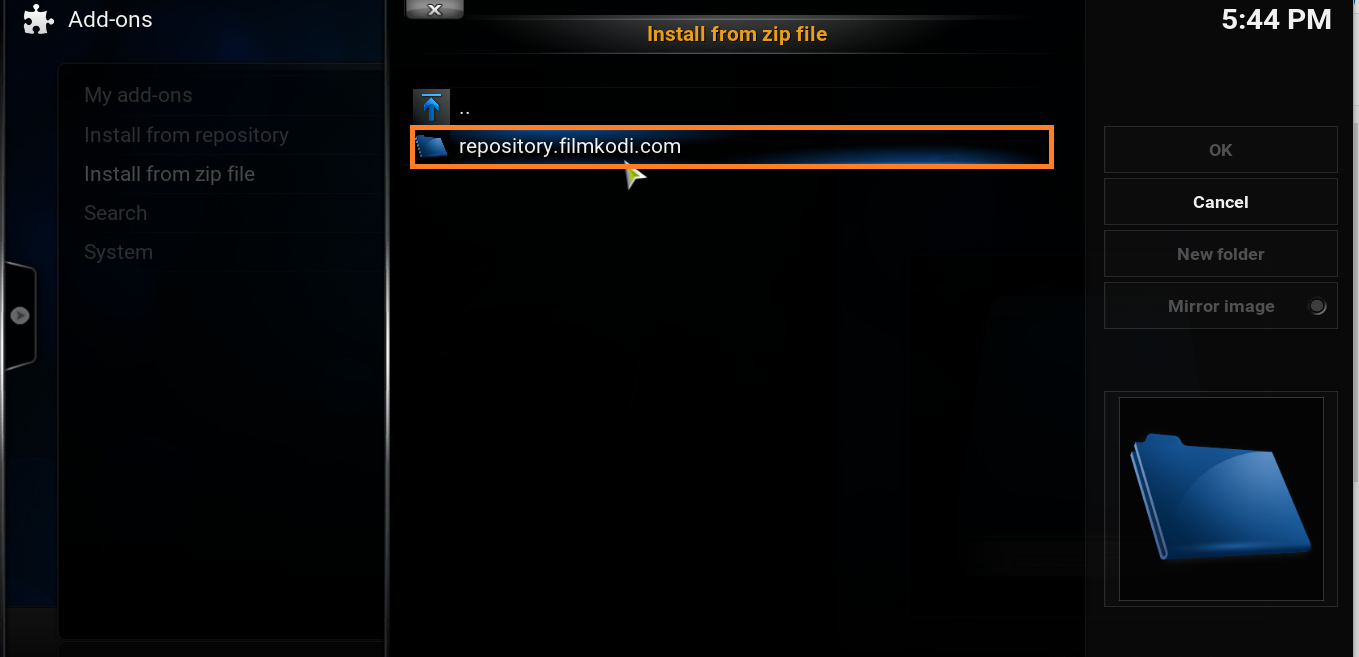 Add-ons
My add-ons
Install from repository
Install from zip file
Search
System
x
Install from zip file
..
repository.filmkodi.com
5:44 PM
OK
Cancel
New folder
Mirror image